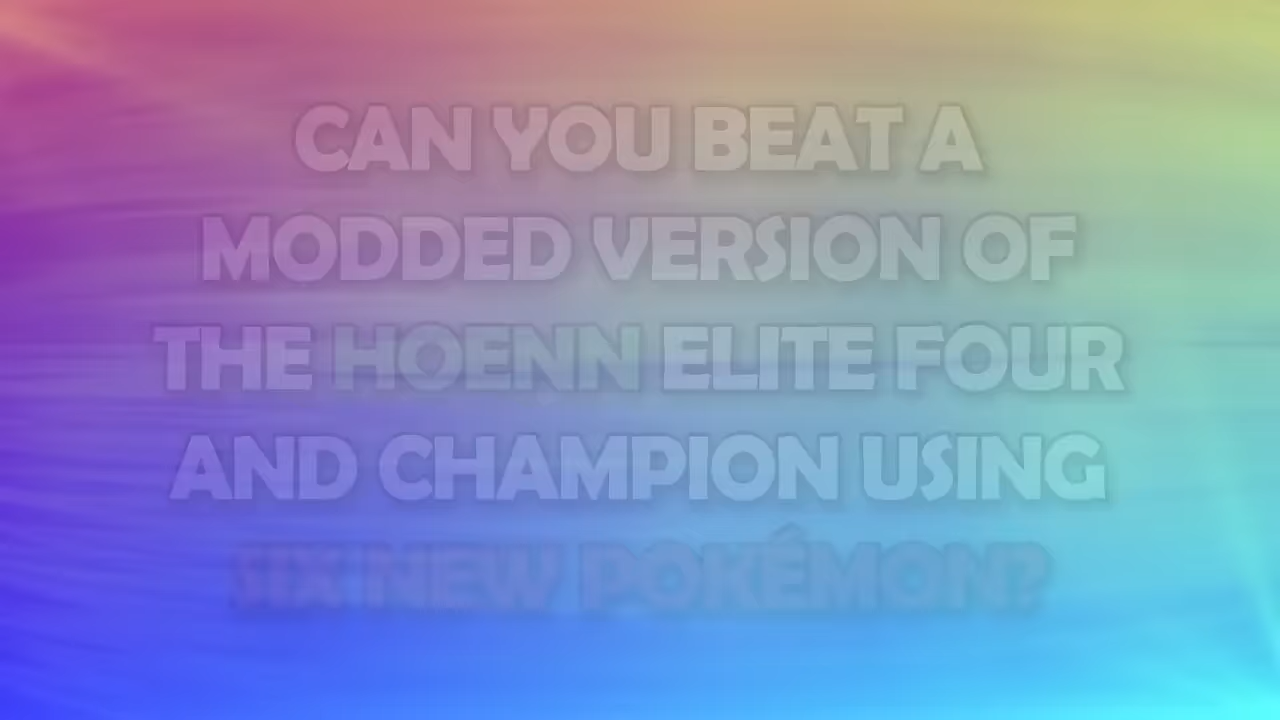 CAN YOU BEAT A
MODDED VERSION OF
THE HOENN ELITE FOUR
AND CHAMPION USING
SIX NEW POKÉMON?